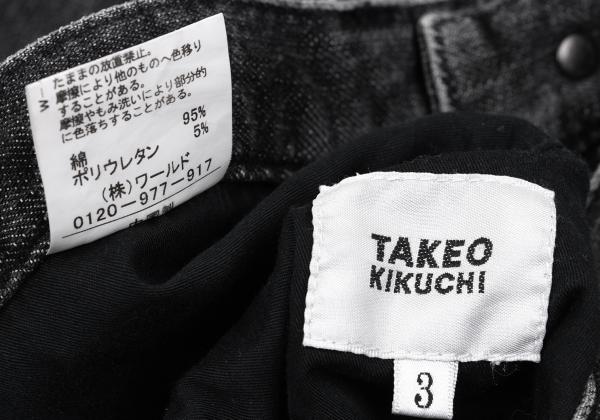 たままの放置禁止。
摩擦により他のものへ色移り
することがある。
摩擦やもみ洗いにより部分的
に色落ちすることがある。
綿 95%
ポリウレタン 5%
(株)ワールド
0120-977-917
TAKEO
KIKUCHI
3